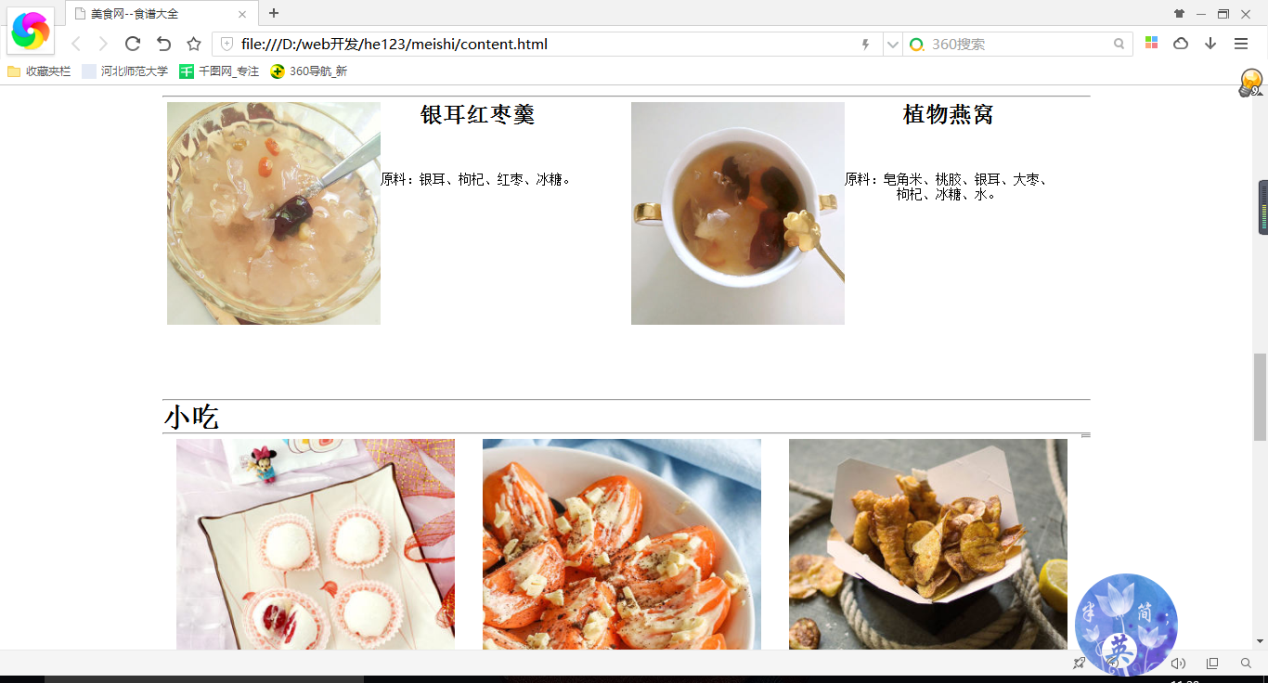 美食网--食谱大全
file:///D:/web开发/he123/meishi/content.html
360搜索
收藏夹栏
河北师范大学
千图网_专注
360导航_新
银耳红枣羹
植物燕窝
原料：银耳、枸杞、红枣、冰糖。
原料：皂角米、桃胶、银耳、大枣、
枸杞、冰糖、水。
小吃
半
简
英